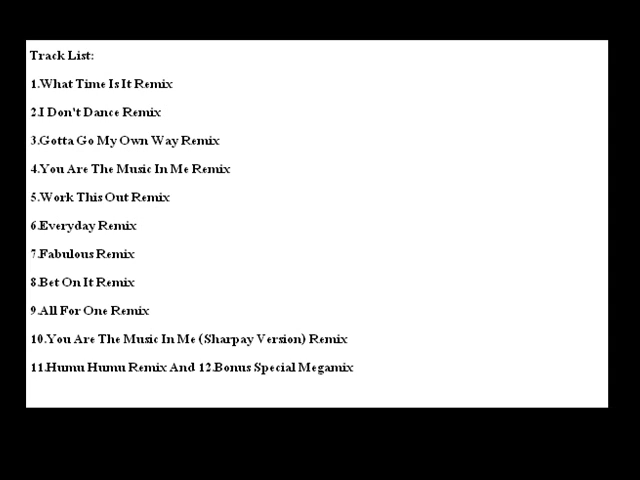 Track List:
1.What Time Is It Remix
2.I Don't Dance Remix
3.Gotta Go My Own Way Remix
4.You Are The Music In Me Remix
5.Work This Out Remix
6.Everyday Remix
7.Fabulous Remix
8.Bet On It Remix
9.All For One Remix
10.You Are The Music In Me (Sharpay Version) Remix
11.Humu Humu Remix And 12.Bonus Special Megamix